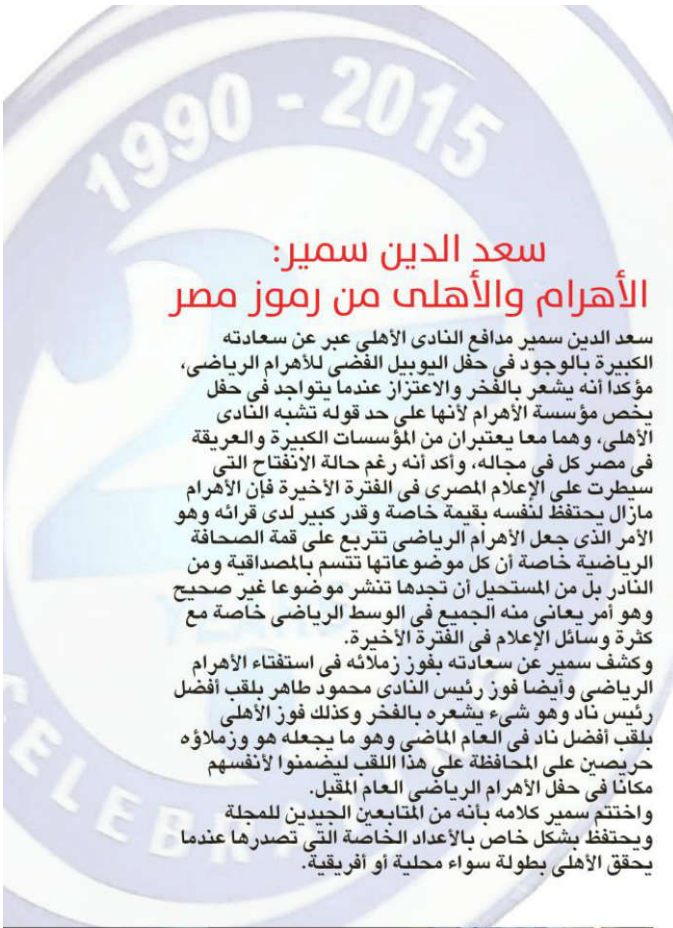 1990 - 2015
سعد الدين سمير:
الأهرام والأهلى من رموز مصر
سعد الدين سمير مدافع النادى الأهلى عبر عن سعادته
الكبيرة بالوجود فى حفل اليوبيل الفضى للأهرام الرياضى،
مؤكدا أنه يشعر بالفخر والاعتزاز عندما يتواجد فى حفل
يخص مؤسسة الأهرام لأنها على حد قوله تشبه النادى
الأهلى، وهما معا يعتبران من المؤسسات الكبيرة والعريقة
فى مصر كل فى مجاله، وأكد أنه رغم حالة الانفتاح التى
سيطرت على الإعلام المصرى فى الفترة الأخيرة فإن الأهرام
مازال يحتفظ لنفسه بقيمة خاصة وقدر كبير لدى قرائه وهو
الأمر الذى جعل الأهرام الرياضى تتربع على قمة الصحافة
الرياضية خاصة أن كل موضوعاتها تتسم بالمصداقية ومن
النادر بل من المستحيل أن تجدها تنشر موضوعا غير صحيح
وهو أمر يعانى منه الجميع فى الوسط الرياضى خاصة مع
كثرة وسائل الإعلام فى الفترة الأخيرة.
وكشف سمير عن سعادته بفوز زملائه فى استفتاء الأهرام
الرياضى وأيضا فوز رئيس النادى محمود طاهر بلقب أفضل
رئيس ناد وهو شىء يشعره بالفخر وكذلك فوز الأهلى
بلقب أفضل ناد فى العام الماضى وهو ما يجعله هو وزملاؤه
حريصين على المحافظة على هذا اللقب ليضمنوا لأنفسهم
مكانا فى حفل الأهرام الرياضى العام المقبل.
واختتم سمير كلامه بأنه من المتابعين الجيدين للمجلة
ويحتفظ بشكل خاص بالأعداد الخاصة التى تصدرها عندما
يحقق الأهلى بطولة سواء محلية أو أفريقية.